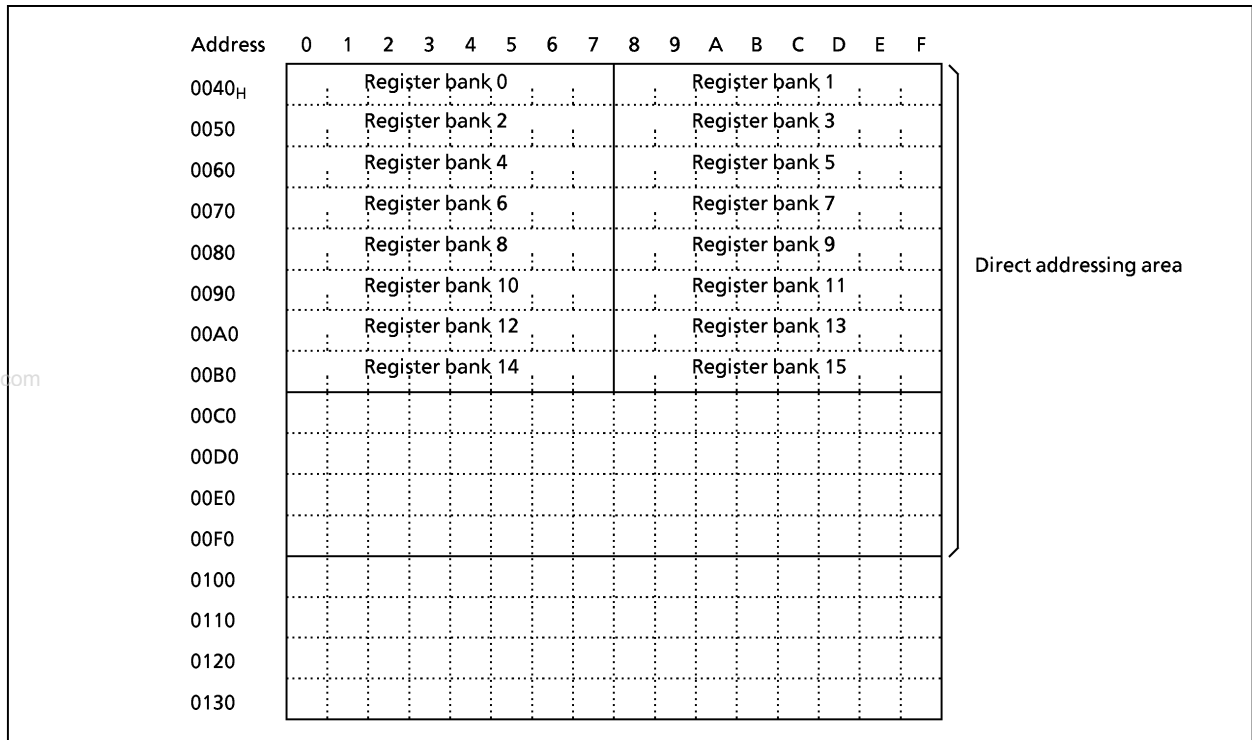 Address 0 1 2 3 4 5 6 7 8 9 A B C D E F
0040H Register bank 0 Register bank 1
0050 Register bank 2 Register bank 3
0060 Register bank 4 Register bank 5
0070 Register bank 6 Register bank 7
0080 Register bank 8 Register bank 9
Direct addressing area
0090 Register bank 10 Register bank 11
00A0 Register bank 12 Register bank 13
00B0 Register bank 14 Register bank 15
com
00C0
00D0
00E0
00F0
0100
0110
0120
0130